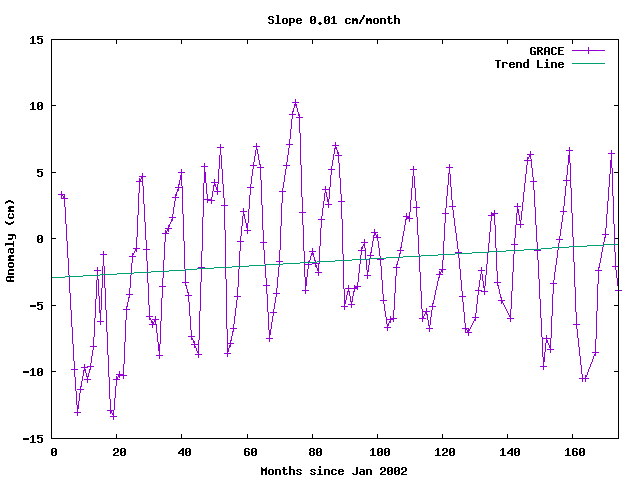 Slope 0.01 cm/month
15
10
5
0
-5
-10
-15
Anomaly (cm)
GRACE
Trend Line
0 20 40 60 80 100 120 140 160
Months since Jan 2002